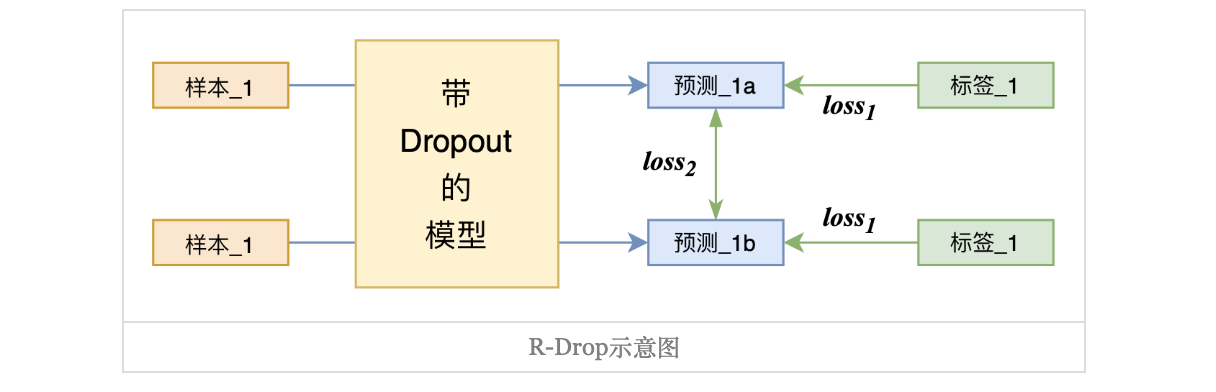 样本_1
带
Dropout
的
模型
预测_1a
loss1
标签_1
loss2
样本_1
预测_1b
loss1
标签_1
R-Drop示意图